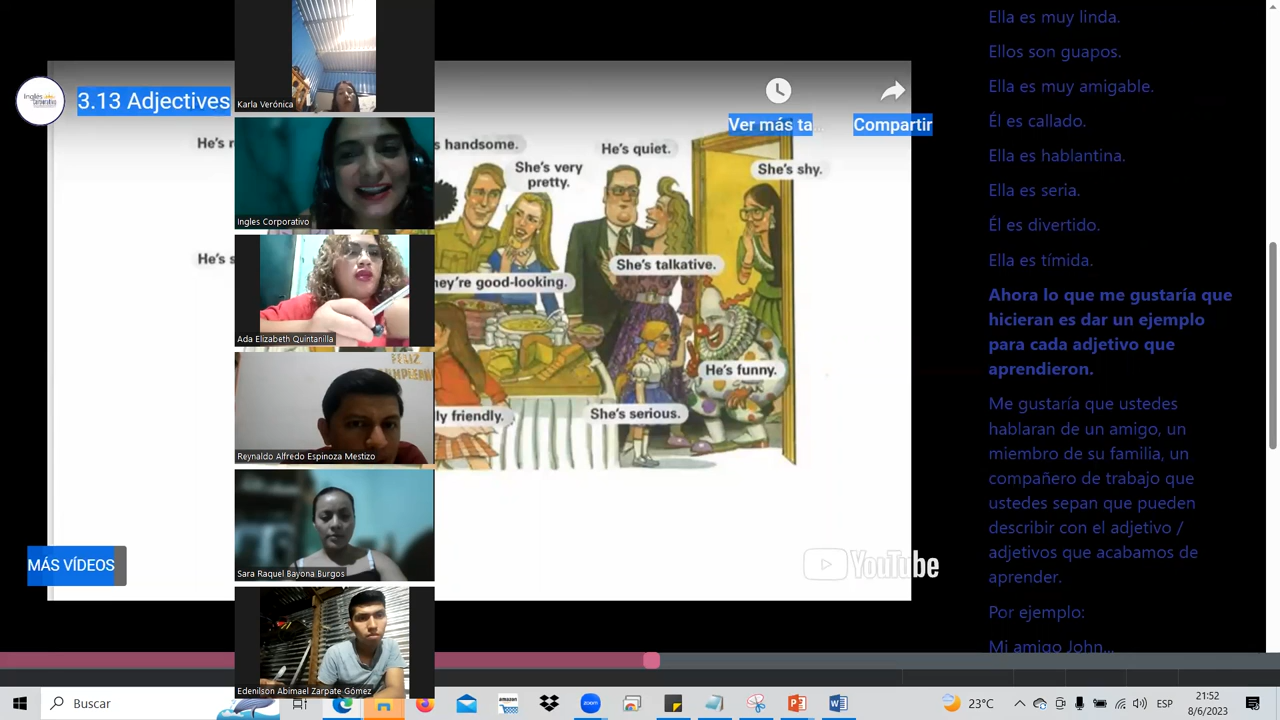 Karla Verónica
Ingles Corporativo
Ada Elizabeth Quintanilla
Reynaldo Alfredo Espinoza Mestizo
Sara Raquel Bayona Burgos
Edenilson Abimael Zarpate Gómez
Inglés
Corporativo
3.13 Adjectives
Ver más ta...
Compartir
He's
s handsome.
She's very
pretty.
He's quiet.
She's shy.
He's s
hey're good-looking.
She's talkative.
He's funny.
ly friendly.
She's serious.
MÁS VÍDEOS
YouTube
Ella es muy linda.
Ellos son guapos.
Ella es muy amigable.
Él es callado.
Ella es hablantina.
Ella es seria.
Él es divertido.
Ella es tímida.
Ahora lo que me gustaría que
hicieran es dar un ejemplo
para cada adjetivo que
aprendieron.
Me gustaría que ustedes
hablaran de un amigo, un
miembro de su familia, un
compañero de trabajo que
ustedes sepan que pueden
describir con el adjetivo /
adjetivos que acabamos de
aprender.
Por ejemplo:
Mi amigo John...
Buscar
amazon
zoom
23°C
ESP
21:52
8/6/2023